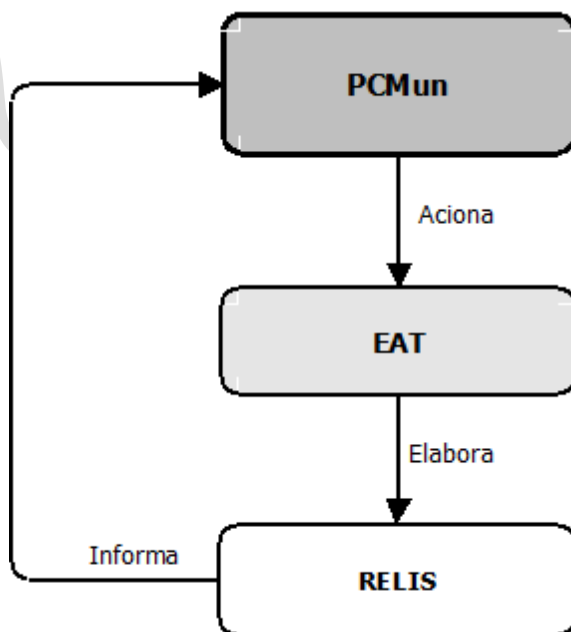 PCMun
Aciona
EAT
Elabora
Informa
RELIS